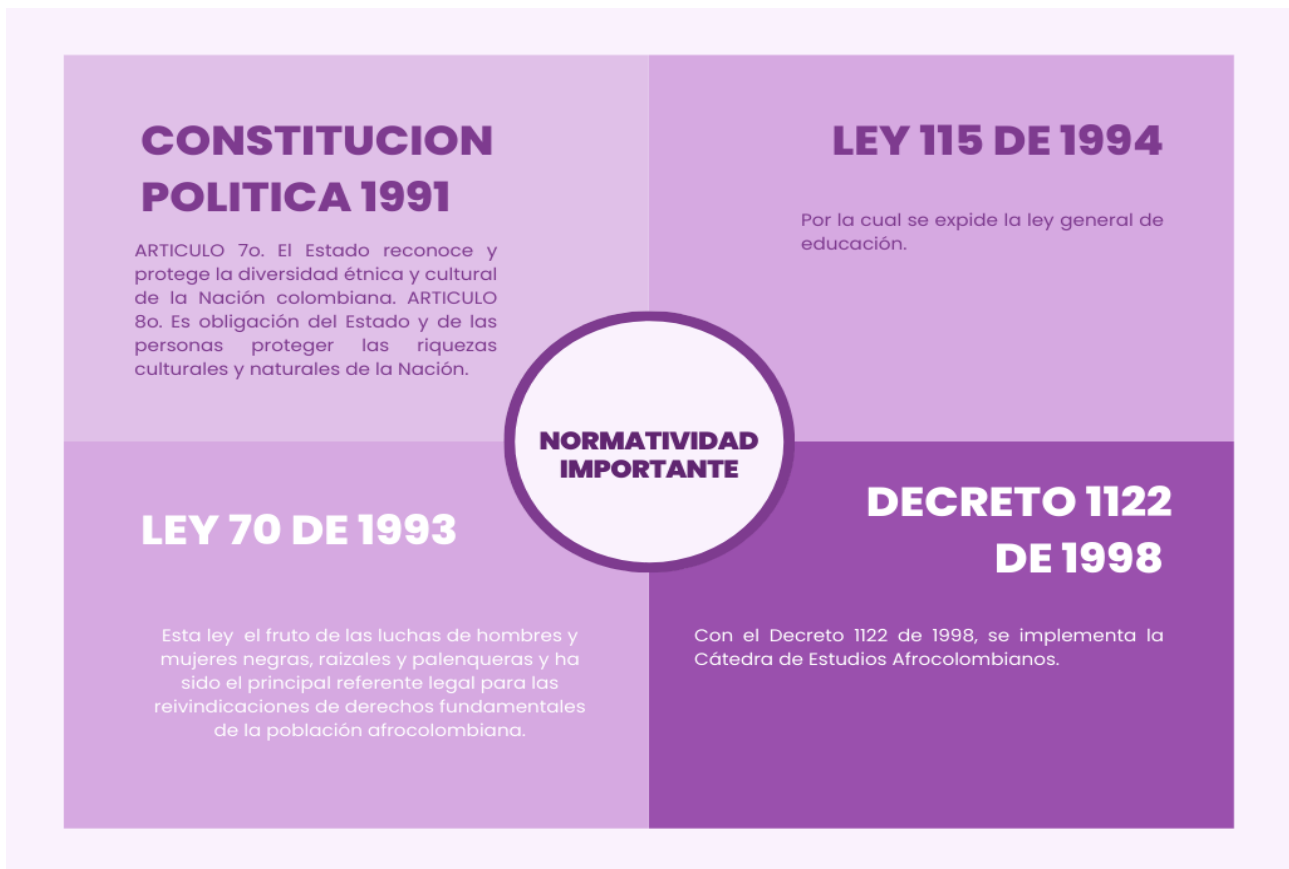 CONSTITUCION
POLITICA 1991
ARTICULO 7o. El Estado reconoce y
protege la diversidad étnica y cultural
de la Nación colombiana. ARTICULO
8o. Es obligación del Estado y de las
personas proteger las riquezas
culturales y naturales de la Nación.
LEY 115 DE 1994
Por la cual se expide la ley general de
educación.
NORMATIVIDAD
IMPORTANTE
LEY 70 DE 1993
Esta ley el fruto de las luchas de hombres y
mujeres negras, raizales y palenqueras y ha
sido el principal referente legal para las
reivindicaciones de derechos fundamentales
de la población afrocolombiana.
DECRETO 1122
DE 1998
Con el Decreto 1122 de 1998, se implementa la
Cátedra de Estudios Afrocolombianos.